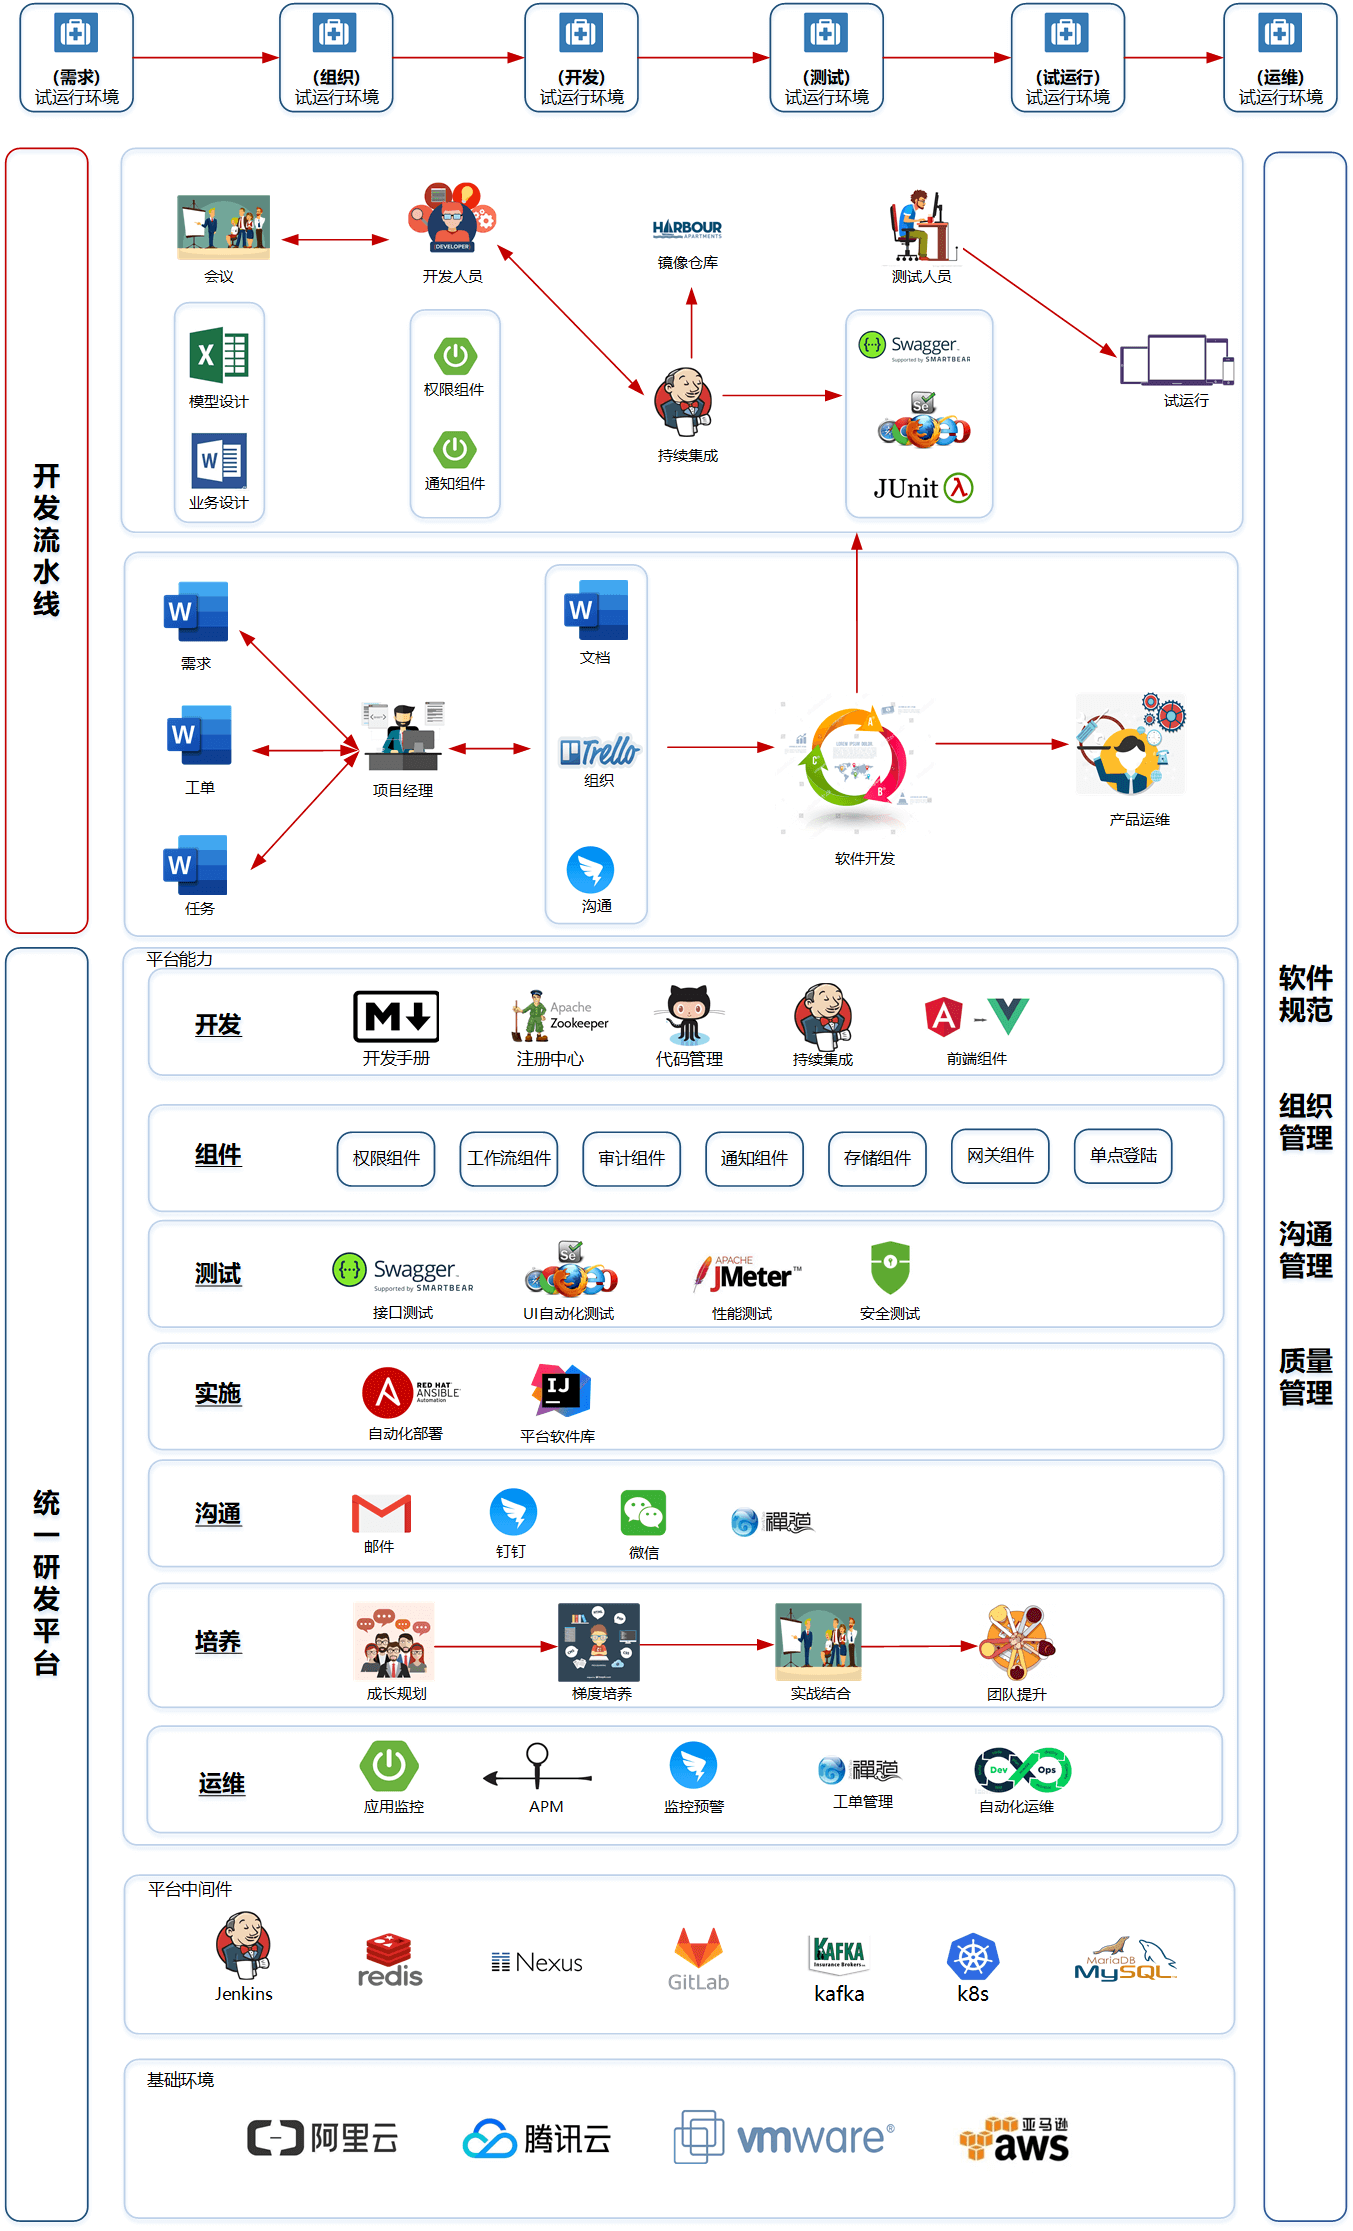 （需求）
试运行环境
（组织）
试运行环境
（开发）
试运行环境
（测试）
试运行环境
（试运行）
试运行环境
（运维）
试运行环境
开发流水线
会议
DEVELOPER
开发人员
HARBOUR
APARTMENTS
镜像仓库
测试人员
模型设计
业务设计
权限组件
通知组件
持续集成
Swagger
Supported by SMARTBEAR
Se
JUnit
试运行
W
需求
W
工单
W
任务
项目经理
W
文档
Trello
组织
沟通
软件开发
产品运维
统一研发平台
平台能力
开发
开发手册
Apache
Zookeeper
注册中心
代码管理
持续集成
前端组件
组件
权限组件
工作流组件
审计组件
通知组件
存储组件
网关组件
单点登陆
测试
Swagger
Supported by SMARTBEAR
接口测试
Se
UI自动化测试
APACHE
JMeter™
性能测试
安全测试
实施
RED HAT
ANSIBLE
Automation
自动化部署
IJ
平台软件库
沟通
邮件
钉钉
微信
禅道
培养
成长规划
梯度培养
实战结合
团队提升
运维
应用监控
APM
监控预警
禅道
工单管理
Dev Ops
自动化运维
平台中间件
Jenkins
redis
Nexus
GitLab
KAFKA
Insurance Brokers
kafka
k8s
MariaDB
MySQL
基础环境
阿里云
腾讯云
vmware®
亚马逊
aws
软件
规范
组织
管理
沟通
管理
质量
管理